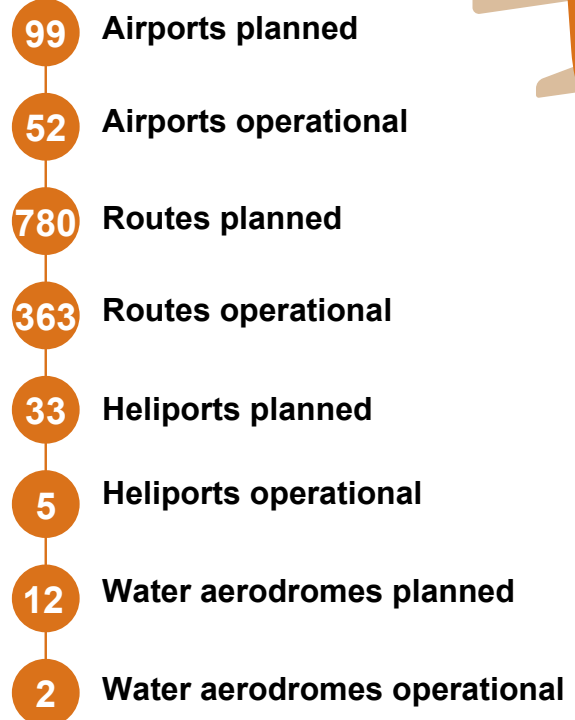 99 Airports planned
52 Airports operational
780 Routes planned
363 Routes operational
33 Heliports planned
5 Heliports operational
12 Water aerodromes planned
2 Water aerodromes operational